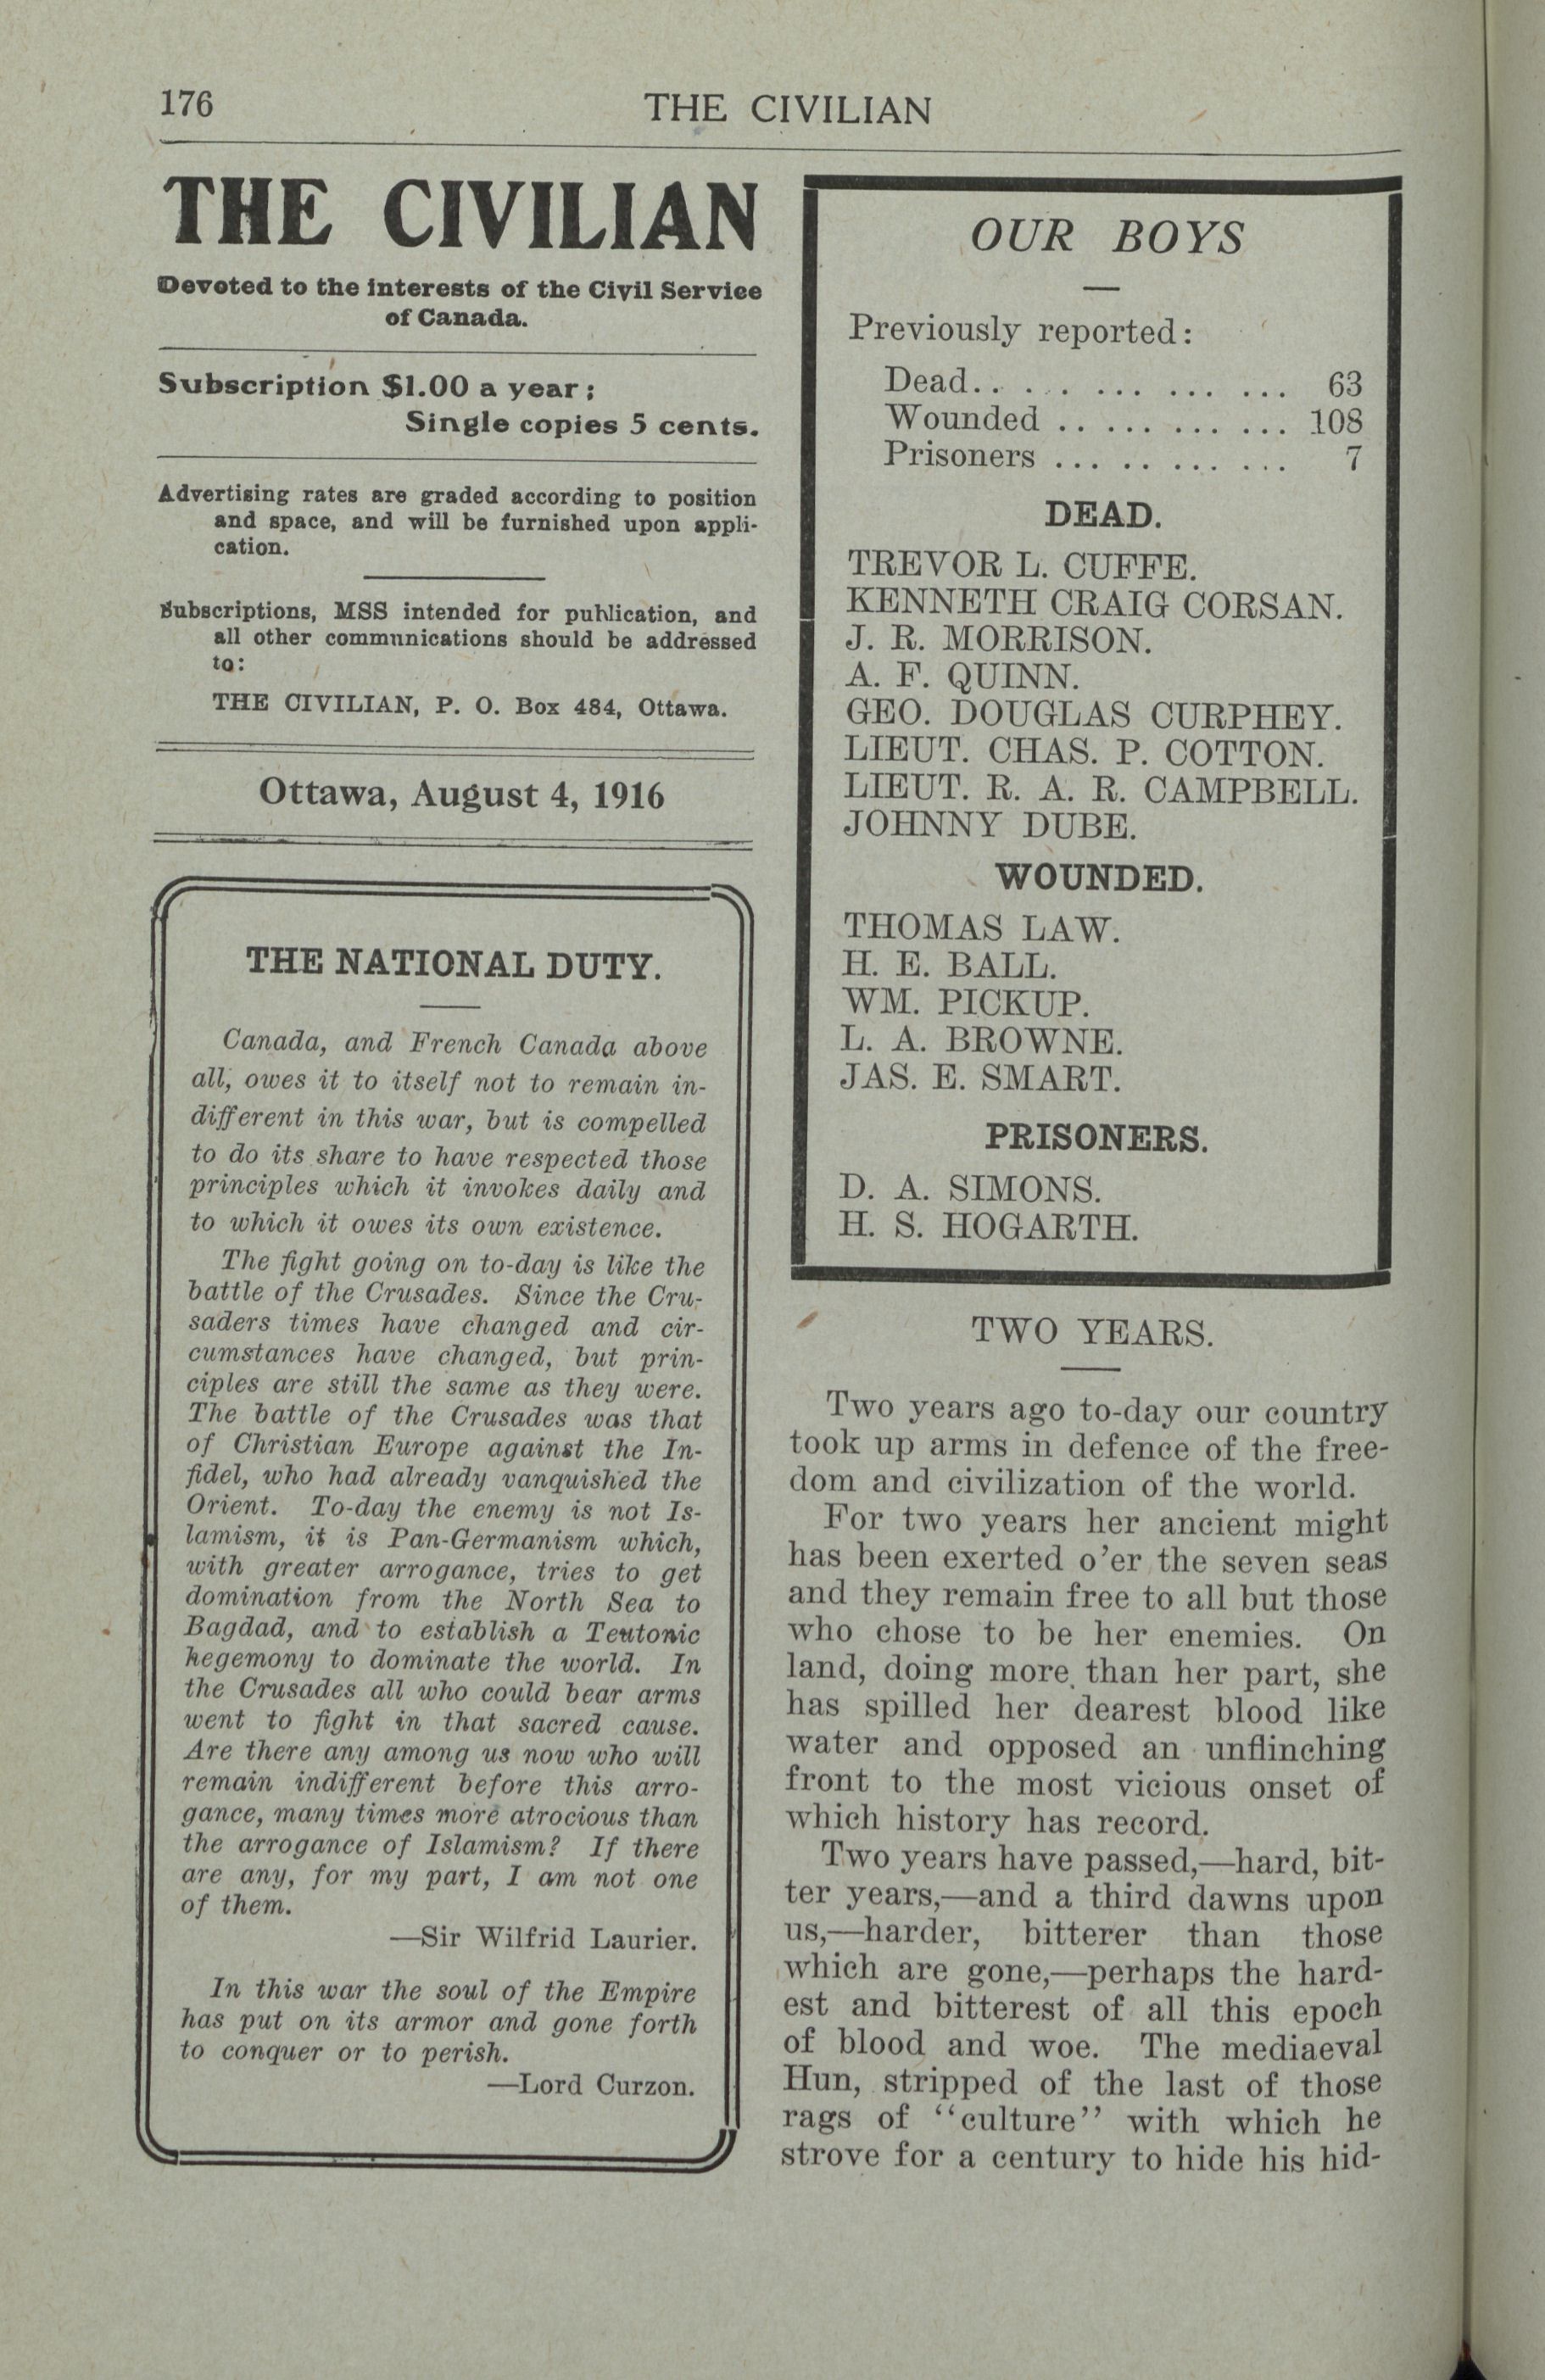 176
THE CIVILIAN
THE CIVILIAN
Devoted to the interests of the Civil Service
of Canada.
Subscription $1.00 a year;
Single copies 5 cents.
Advertising rates are graded according to position
and space, and will be furnished upon appli-
cation.
Subscriptions, MSS intended for publication, and
all other communications should be addressed
to:
THE CIVILIAN, P. O. Box 484, Ottawa.
Ottawa, August 4, 1916
THE NATIONAL DUTY.
Canada, and French Canada above
all, owes it to itself not to remain in-
different in this war, but is compelled
to do its share to have respected those
principles which it invokes daily and
to which it owes its own existence.
The fight going on to-day is like the
battle of the Crusades. Since the Cru-
saders times have changed and cir-
cumstances have changed, but prin-
ciples are still the same as they were.
The battle of the Crusades was that
of Christian Europe against the In-
fidel, who had already vanquished the
Orient. To-day the enemy is not Is-
lamism, it is Pan-Germanism which,
with greater arrogance, tries to get
domination from the North Sea to
Bagdad, and to establish a Teutonic
hegemony to dominate the world. In
the Crusades all who could bear arms
went to fight in that sacred cause.
Are there any among us now who will
remain indifferent before this arro-
gance, many times more atrocious than
the arrogance of Islamism? If there
are any, for my part, I am not one
of them.
—Sir Wilfrid Laurier.
In this war the soul of the Empire
has put on its armor and gone forth
to conquer or to perish.
—Lord Curzon.
OUR BOYS
Previously reported:
Dead.. . . . ... ... ... ... 63
Wounded .. ... ... ... 108
Prisoners ... .. ... ... 7
DEAD.
TREVOR L. CUFFE.
KENNETH CRAIG CORSAN.
J. R. MORRISON.
A. F. QUINN.
GEO. DOUGLAS CURPHEY.
LIEUT. CHAS. P. COTTON.
LIEUT. R. A. R. CAMPBELL.
JOHNNY DUBE.
WOUNDED.
THOMAS LAW.
H. E. BALL.
WM. PICKUP.
L. A. BROWNE.
JAS. E. SMART.
PRISONERS.
D. A. SIMONS.
H. S. HOGARTH.
TWO YEARS.
Two years ago to-day our country
took up arms in defence of the free-
dom and civilization of the world.
For two years her ancient might
has been exerted o'er the seven seas
and they remain free to all but those
who chose to be her enemies. On
land, doing more than her part, she
has spilled her dearest blood like
water and opposed an unflinching
front to the most vicious onset of
which history has record.
Two years have passed,—hard, bit-
ter years,—and a third dawns upon
us,—harder, bitterer than those
which are gone,—perhaps the hard-
est and bitterest of all this epoch
of blood and woe. The mediaeval
Hun, stripped of the last of those
rags of "culture" with which he
strove for a century to hide his hid-